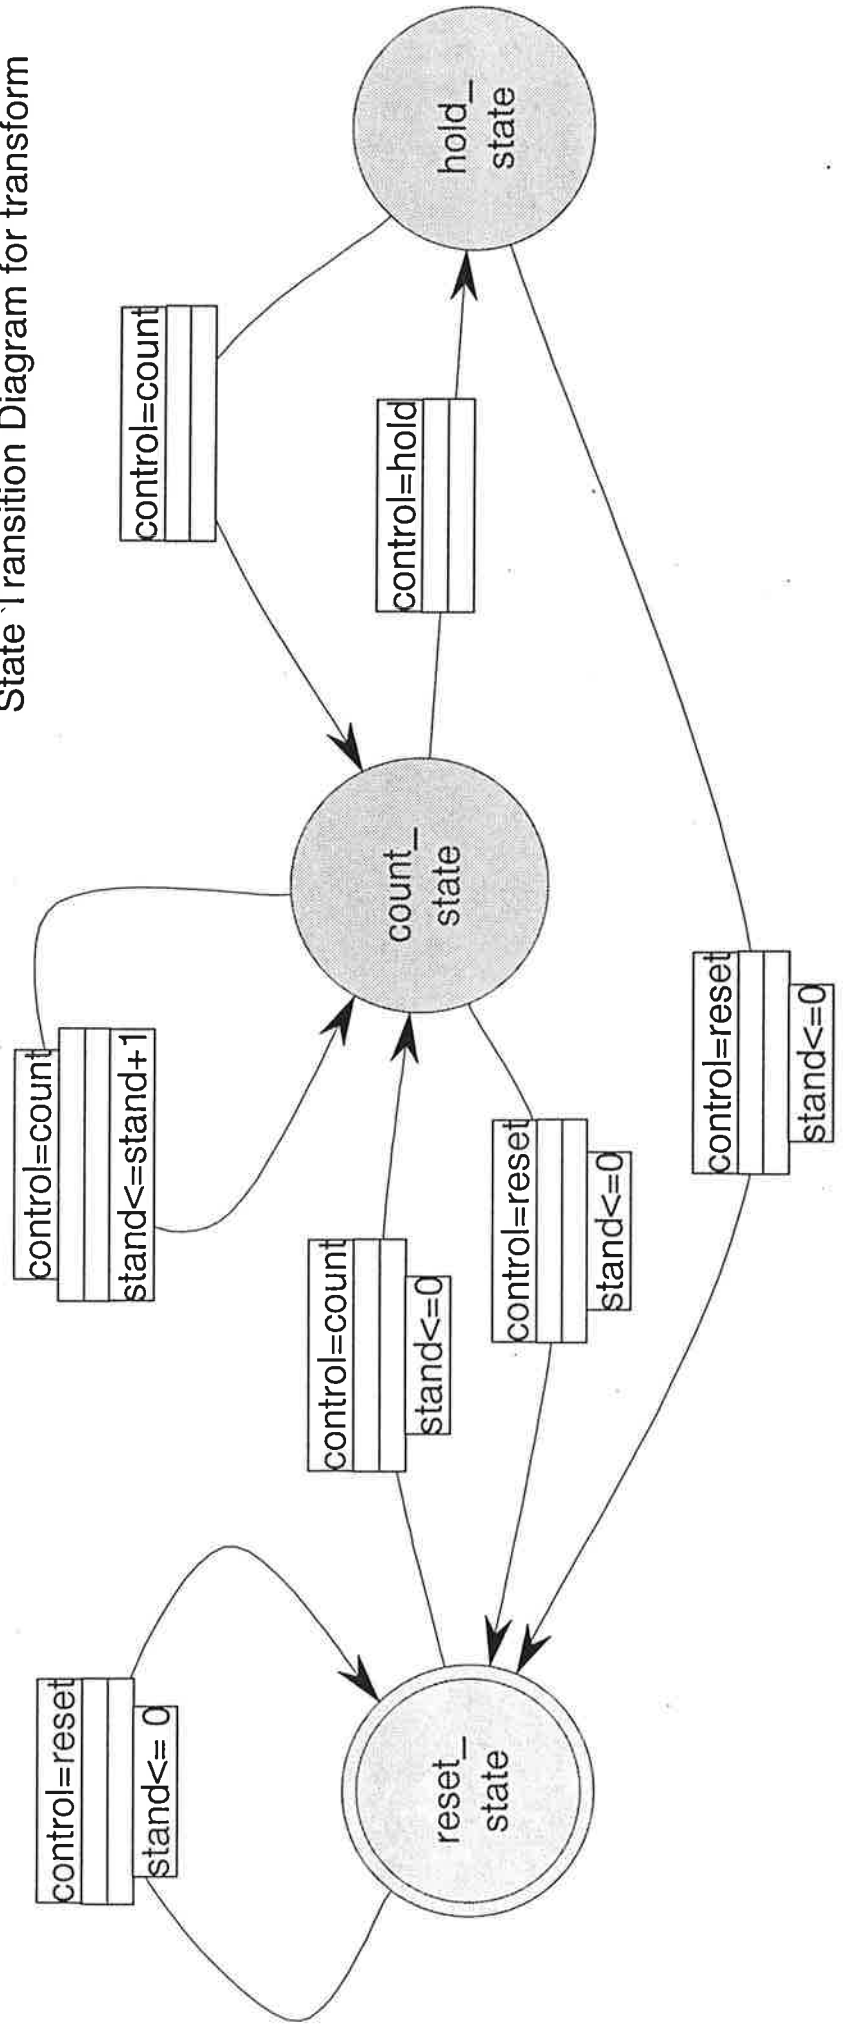 State Transition Diagram for transform
control=reset
stand<= 0
control=count
stand<=stand+1
control=count
control=count
stand<=0
control=hold
reset_
state
count_
state
hold_
state
control=reset
stand<=0
control=reset
stand<=0